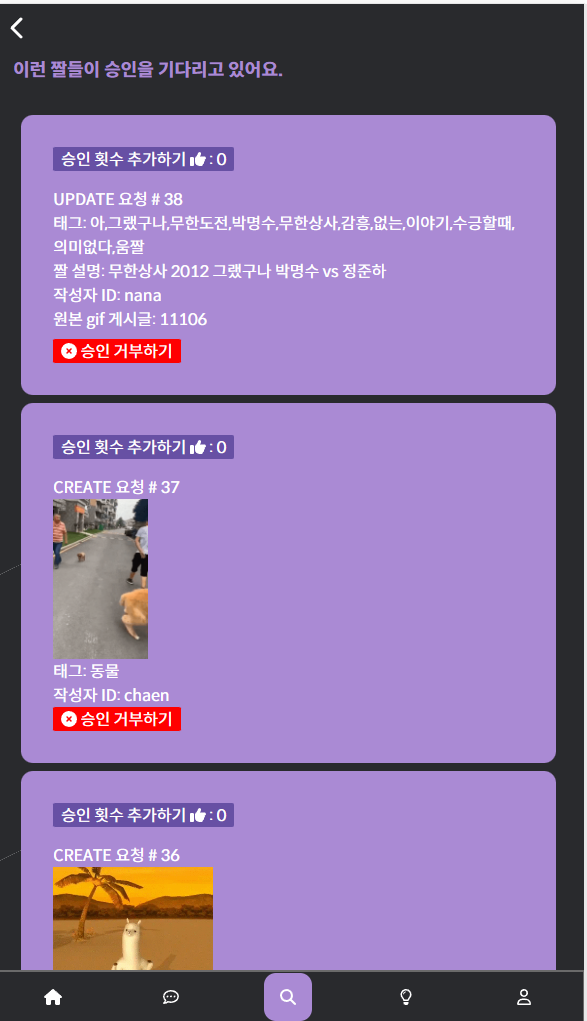 이런 짤들이 승인을 기다리고 있어요.
승인 횟수 추가하기 : 0
UPDATE 요청 # 38
태그: 아,그랬구나,무한도전,박명수,무한상사,감흥,없는,이야기,수긍할때,
의미없다,움짤
짤 설명: 무한상사 2012 그랬구나 박명수 vs 정준하
작성자 ID: nana
원본 gif 게시글: 11106
승인 거부하기
승인 횟수 추가하기 : 0
CREATE 요청 # 37
태그: 동물
작성자 ID: chaen
승인 거부하기
승인 횟수 추가하기 : 0
CREATE 요청 # 36